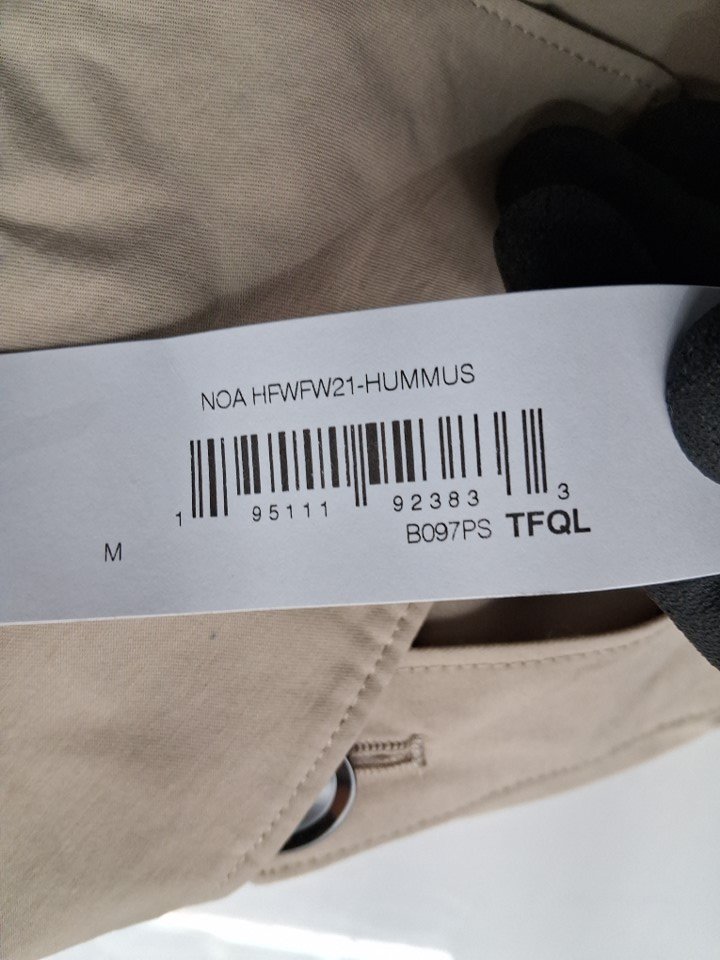 NOA HFWFW21-HUMMUS
1 95111 92383 3
B097PS TFQL
M